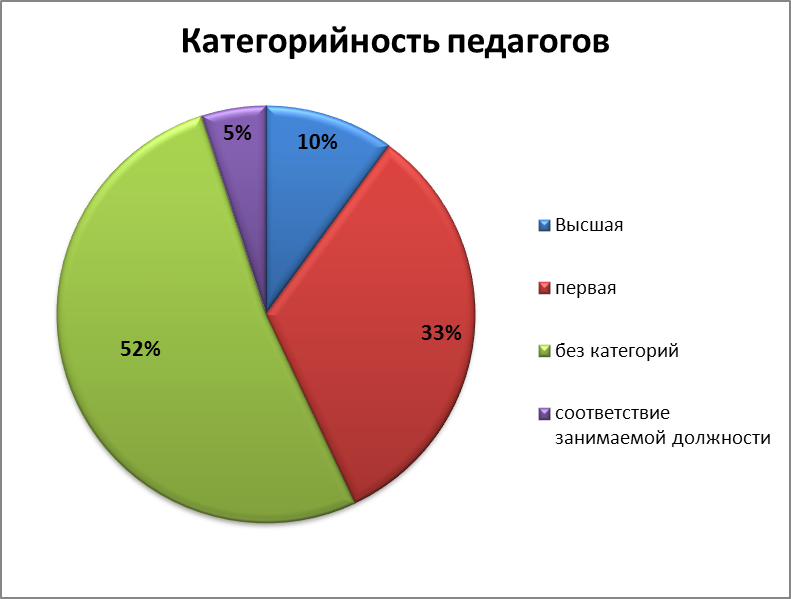 Категорийность педагогов
5%
10%
Высшая
первая
33%
52%
без категорий
соответствие
занимаемой должности